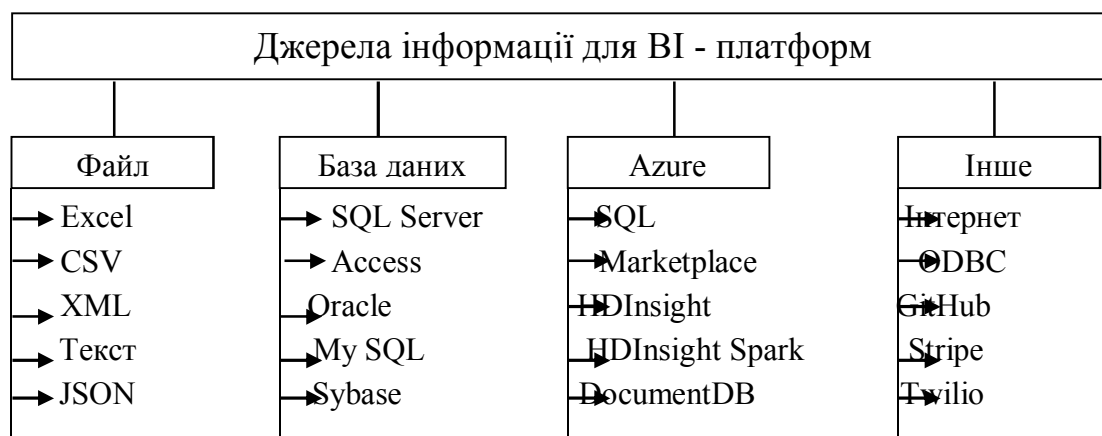 Джерела інформації для BI - платформ
Файл
Excel
CSV
XML
Текст
JSON
База даних
SQL Server
Access
Oracle
My SQL
Sybase
Azure
SQL
Marketplace
HDInsight
HDInsight Spark
DocumentDB
Інше
Інтернет
ODBC
GitHub
Stripe
Twilio